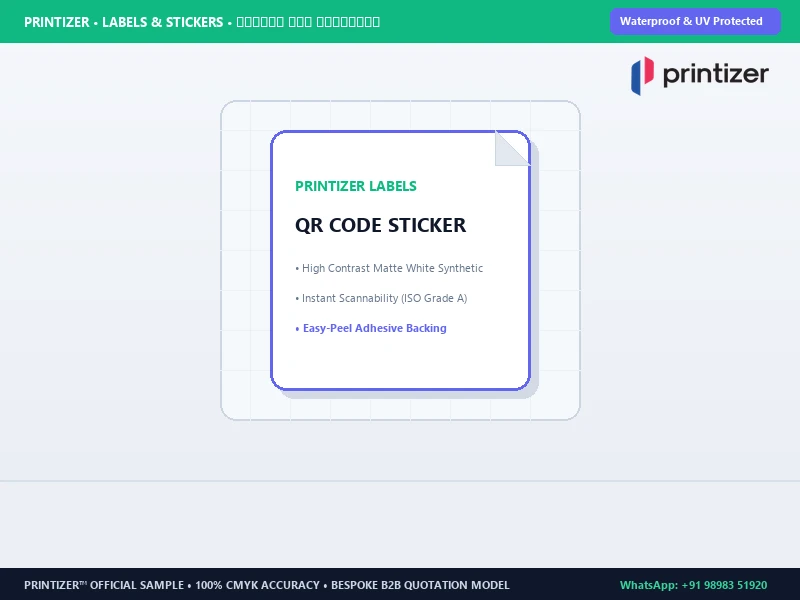 PRINTIZER • LABELS & STICKERS •
Waterproof & UV Protected
printizer
PRINTIZER LABELS
QR CODE STICKER
• High Contrast Matte White Synthetic
• Instant Scannability (ISO Grade A)
• Easy-Peel Adhesive Backing
PRINTIZER™ OFFICIAL SAMPLE • 100% CMYK ACCURACY • BESPOKE B2B QUOTATION MODEL
WhatsApp: +91 98983 51920